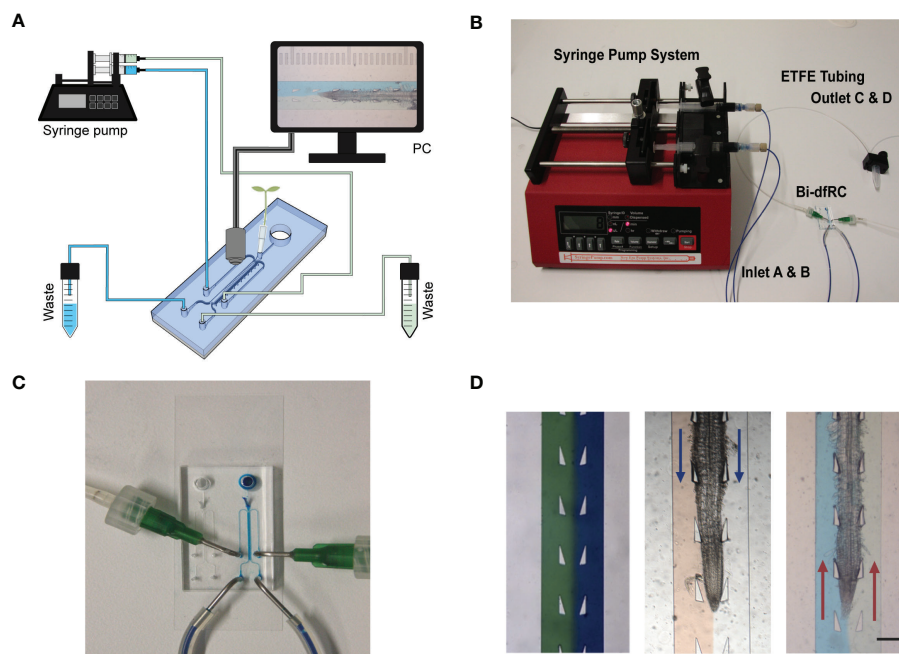 A
Syringe pump
PC
Waste
Waste
B
Syringe Pump System
ETFE Tubing
Outlet C & D
Bi-dfRC
Inlet A & B
C
D